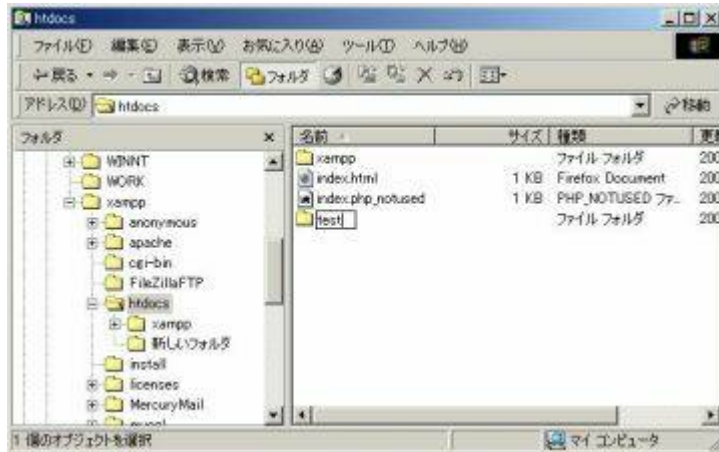 htdocs
ファイル(F) 編集(E) 表示(V) お気に入り(A) ツール(T) ヘルプ(H)
戻る 検索 フォルダ
アドレス(D) htdocs 移動
フォルダ
WINNT
WORK
xampp
anonymous
apache
cgi-bin
FileZillaFTP
htdocs
xampp
新しいフォルダ
install
licenses
MercuryMail
名前 サイズ 種類
xampp ファイル フォルダ 200
index.html 1 KB Firefox Document 200
index.php_notused 1 KB PHP_NOTUSED ファ... 200
test ファイル フォルダ 200
1 個のオブジェクトを選択 マイ コンピュータ